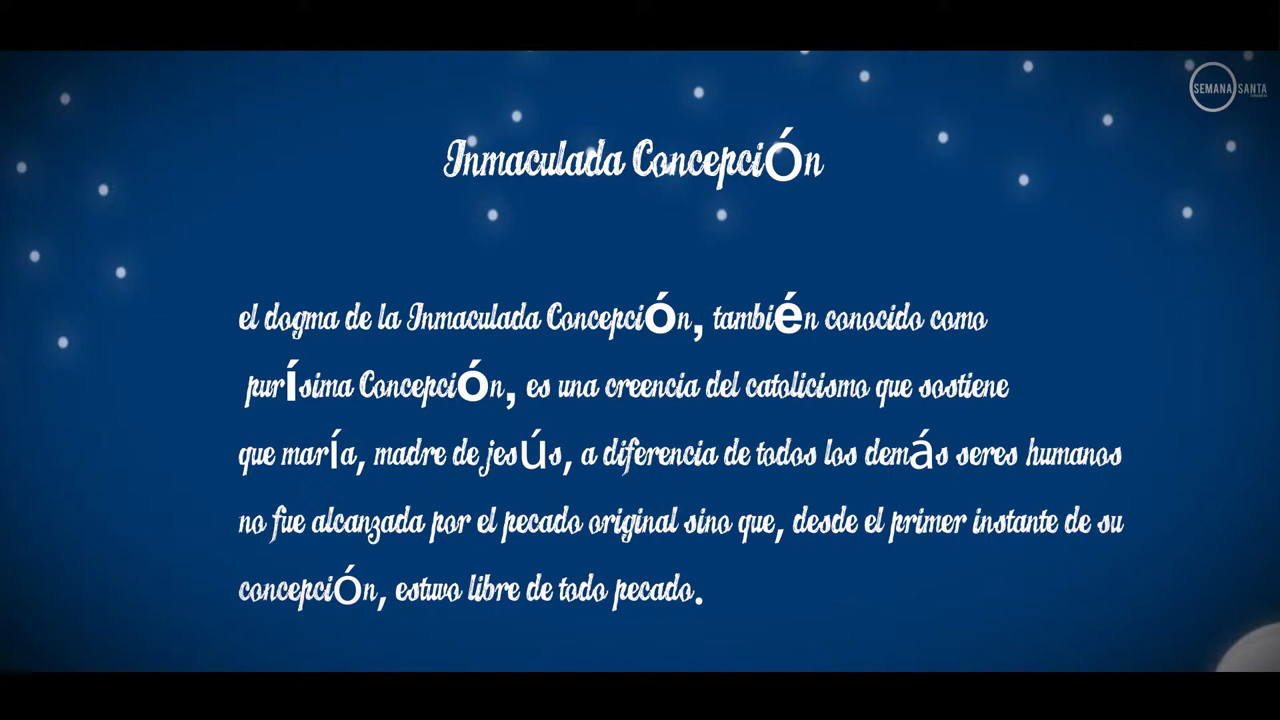 SEMANA SANTA
Inmaculada Concepción
el dogma de la Inmaculada Concepción, también conocido como
purísima Concepción, es una creencia del catolicismo que sostiene
que maría, madre de jesús, a diferencia de todos los demás seres humanos
no fue alcanzada por el pecado original sino que, desde el primer instante de su
concepción, estuvo libre de todo pecado.